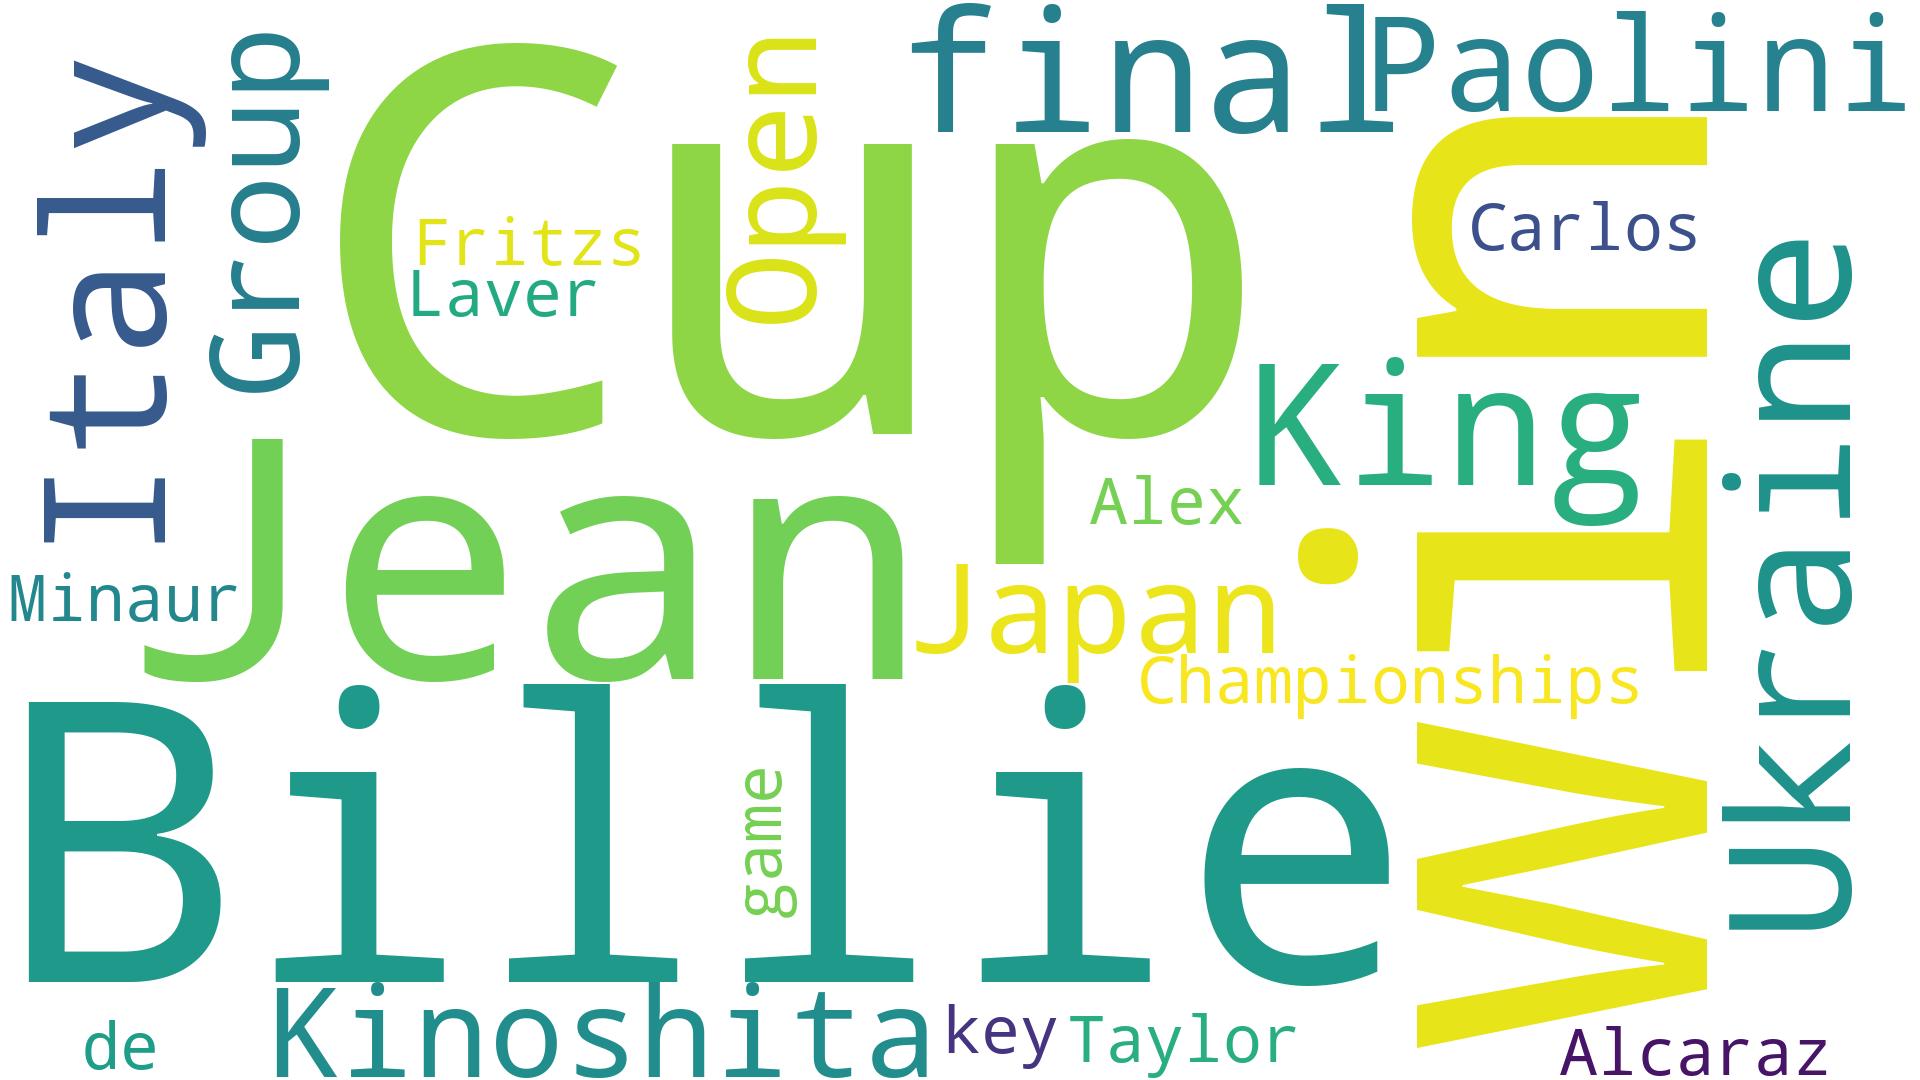 final
Paolini
Italy
Group
Cup
Open
Carlos
Fritzs
Laver
Win
Ukraine
King
Jean
Alex
Japan
Minaur
Championships
Billie
game
Kinoshita
key
Taylor
de
Alcaraz